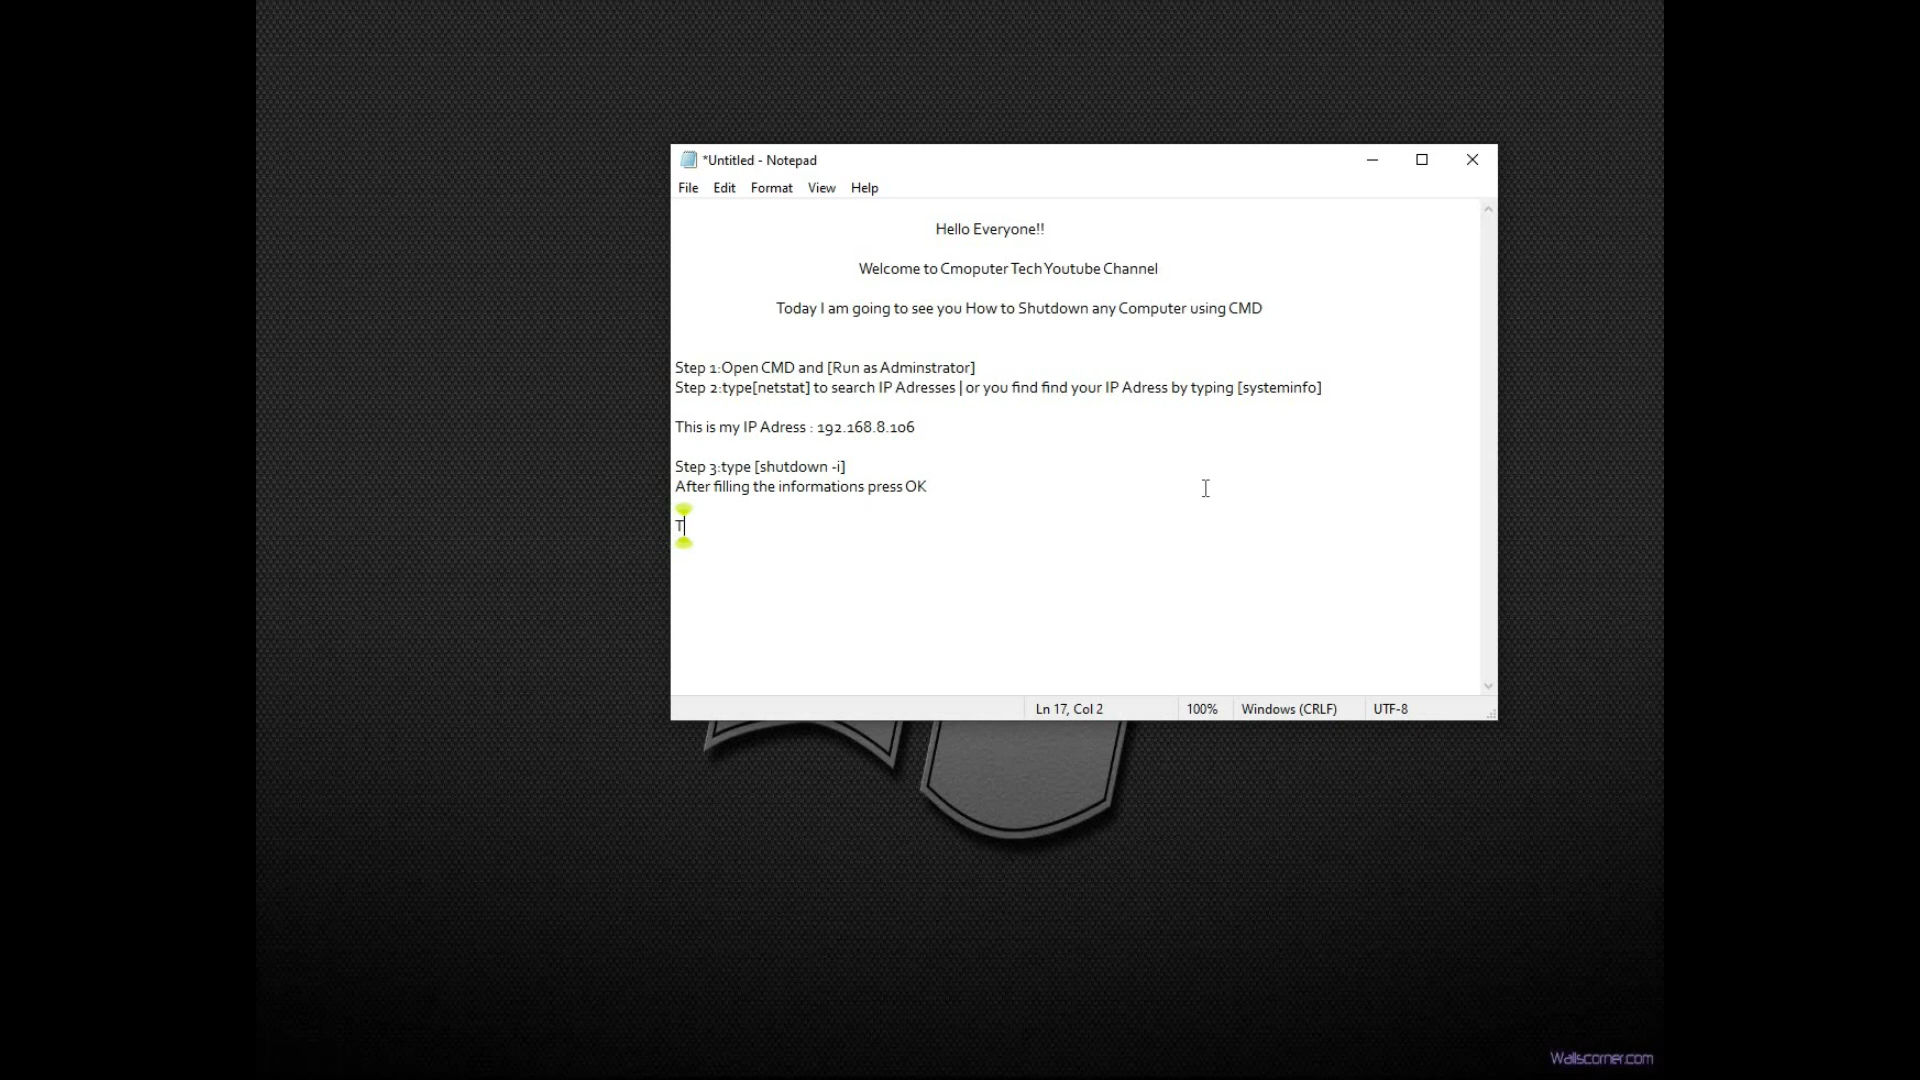 *Untitled - Notepad
File Edit Format View Help
Hello Everyone!!
Welcome to Cmoputer Tech Youtube Channel
Today I am going to see you How to Shutdown any Computer using CMD
Step 1:Open CMD and [Run as Adminstrator]
Step 2:type[netstat] to search IP Adresses | or you find find your IP Adress by typing [systeminfo]
This is my IP Adress : 192.168.8.106
Step 3:type [shutdown -i]
After filling the informations press OK
T
Ln 17, Col 2 100% Windows (CRLF) UTF-8
Wallscorner.com